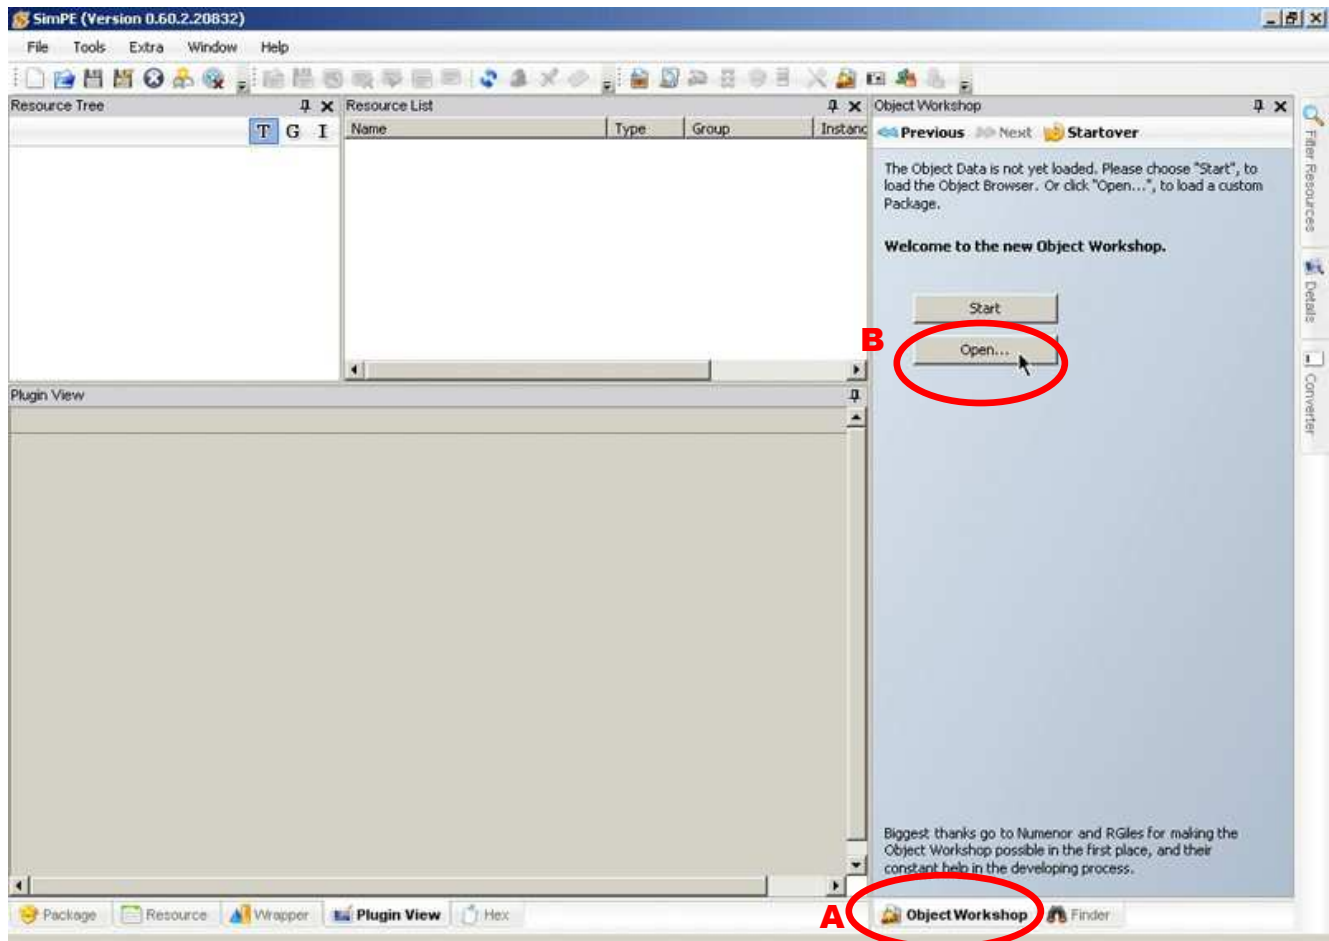 SimPE (Version 0.60.2.20832)
File Tools Extra Window Help
Resource Tree
T G I
Resource List
Name Type Group Instanc
Object Workshop
Previous Next Startover
The Object Data is not yet loaded. Please choose "Start", to
load the Object Browser. Or click "Open...", to load a custom
Package.
Welcome to the new Object Workshop.
Start
B
Open...
Filter Resources
Details
Converter
Plugin View
Biggest thanks go to Numenor and RGiles for making the
Object Workshop possible in the first place, and their
constant help in the developing process.
Package Resource Wrapper Plugin View Hex
A
Object Workshop Finder